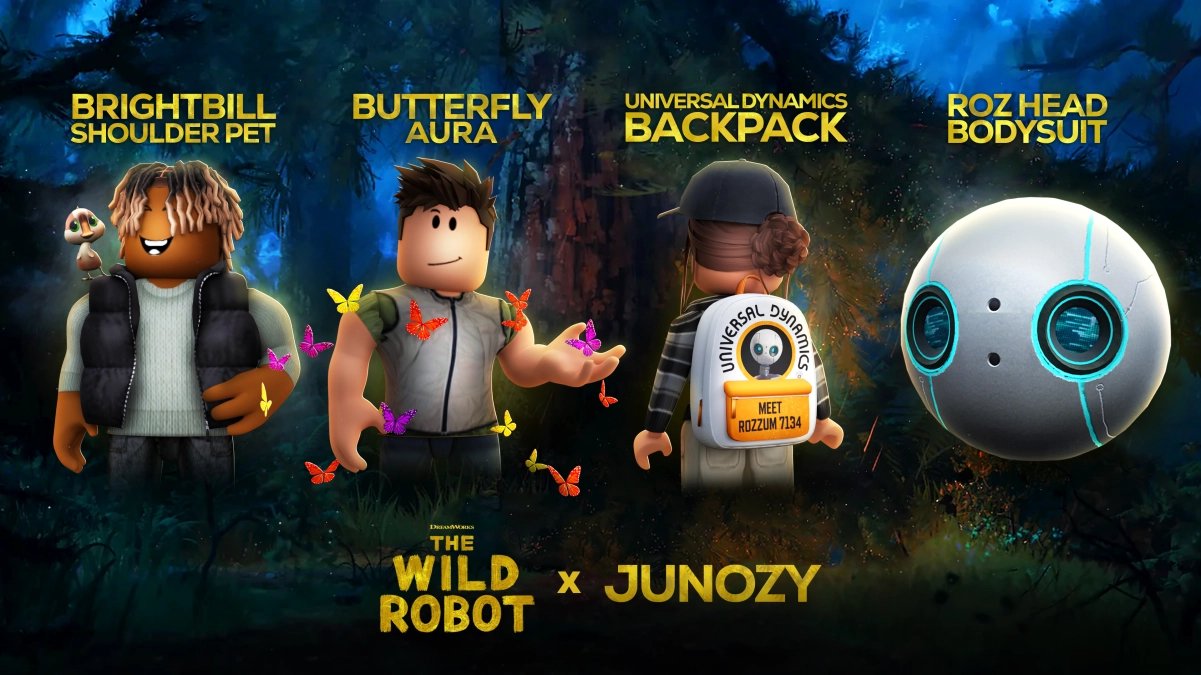 BRIGHTBILL
SHOULDER PET
BUTTERFLY
AURA
UNIVERSAL DYNAMICS
BACKPACK
ROZ HEAD
BODYSUIT
UNIVERSAL DYNAMICS
MEET
ROZZUM 7134
DREAMWORKS
THE
WILD
ROBOT
x JUNOZY